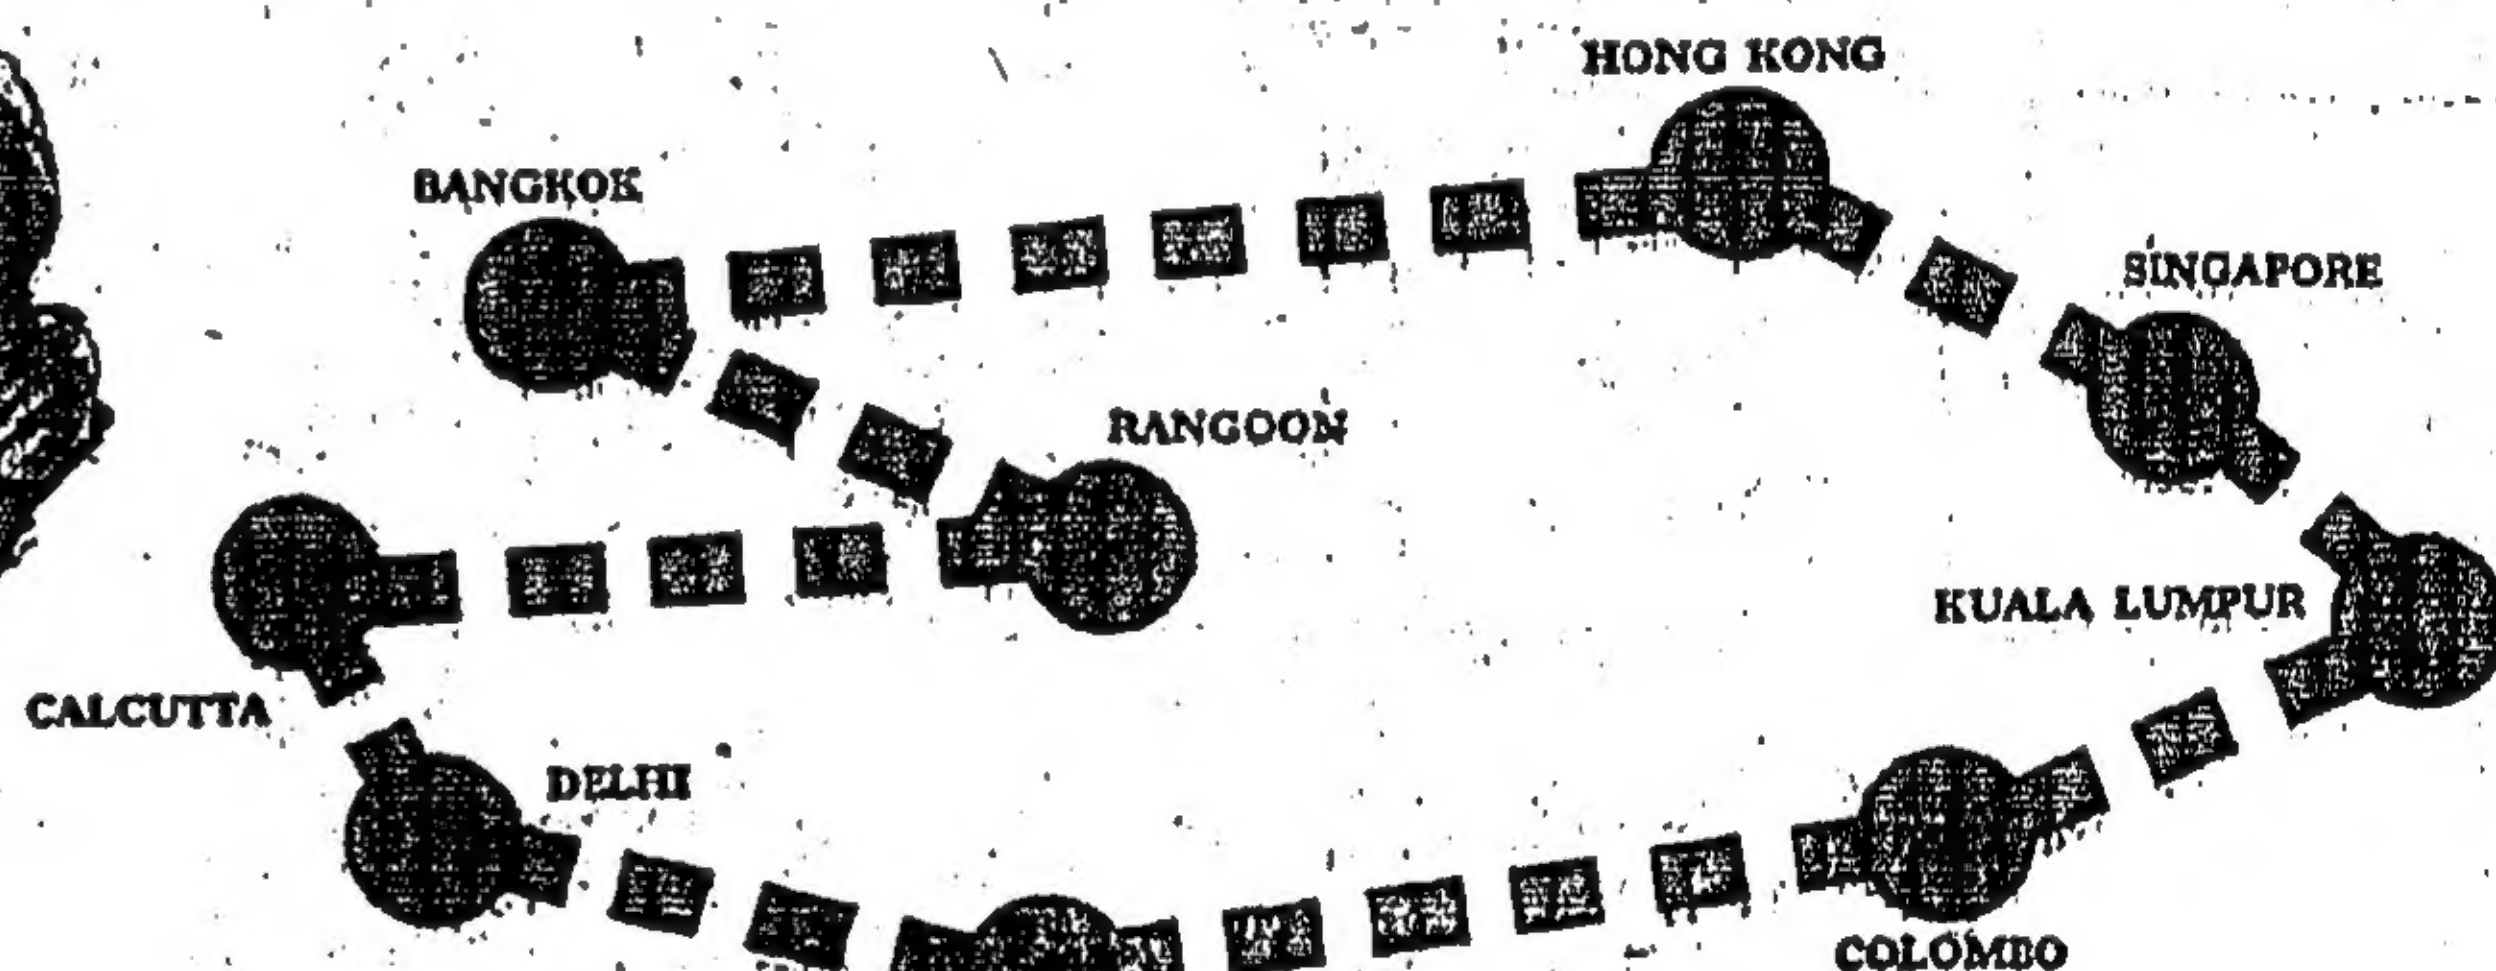 HONG KONG
BANGKOK
SINGAPORE
RANGOON
KUALA LUMPUR
CALCUTTA
DELHI
COLOMBO